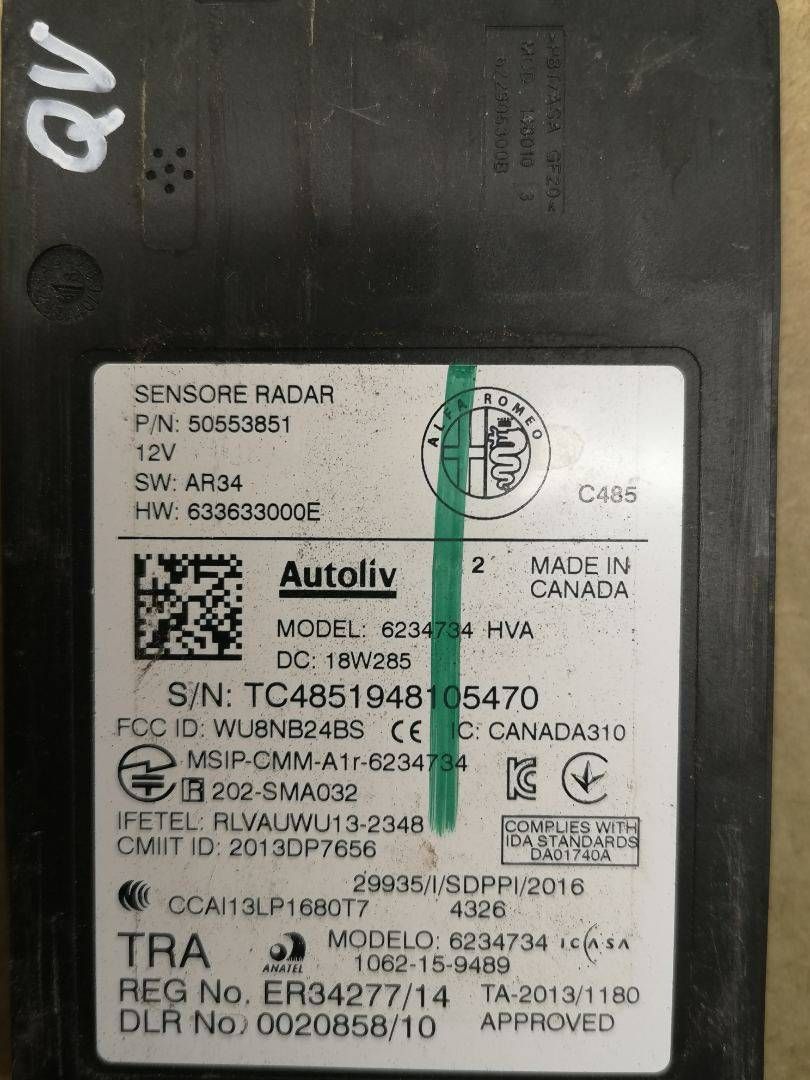 QV
SENSORE RADAR
P/N: 50553851
12V
SW: AR34
HW: 633633000E
ALFA ROMEO
C485
Autoliv
2
MADE IN
CANADA
MODEL: 6234734 HVA
DC: 18W285
S/N: TC4851948105470
FCC ID: WU8NB24BS CE IC: CANADA310
MSIP-CMM-A1r-6234734
R 202-SMA032
IFETEL: RLVAUWU13-2348
CMIIT ID: 2013DP7656
COMPLIES WITH
IDA STANDARDS
DA01740A
29935/I/SDPPI/2016
CCAI13LP1680T7 4326
TRA
ANATEL
MODELO: 6234734 ICASA
1062-15-9489
REG No. ER34277/14 TA-2013/1180
DLR No. 0020858/10 APPROVED